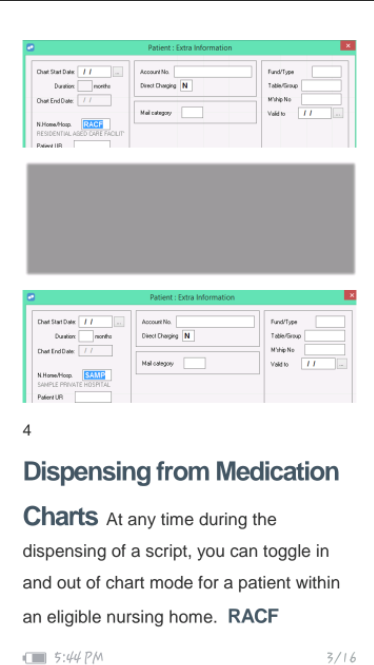 Patient : Extra Information
Chart Start Date / / ...
Duration months
Chart End Date / /
N.Home/Hosp. RACF
RESIDENTIAL AGED CARE FACILIT
Patient UR
Account No.
Direct Charging N
Mail category
Fund/Type
Table/Group
M'ship No
Valid to / / ...
Patient : Extra Information
Chart Start Date / / ...
Duration months
Chart End Date / /
N.Home/Hosp. SAMP
SAMPLE PRIVATE HOSPITAL
Patient UR
Account No.
Direct Charging N
Mail category
Fund/Type
Table/Group
M'ship No
Valid to / / ...
4
Dispensing from Medication
Charts At any time during the
dispensing of a script, you can toggle in
and out of chart mode for a patient within
an eligible nursing home. RACF
5:44 PM 3/16